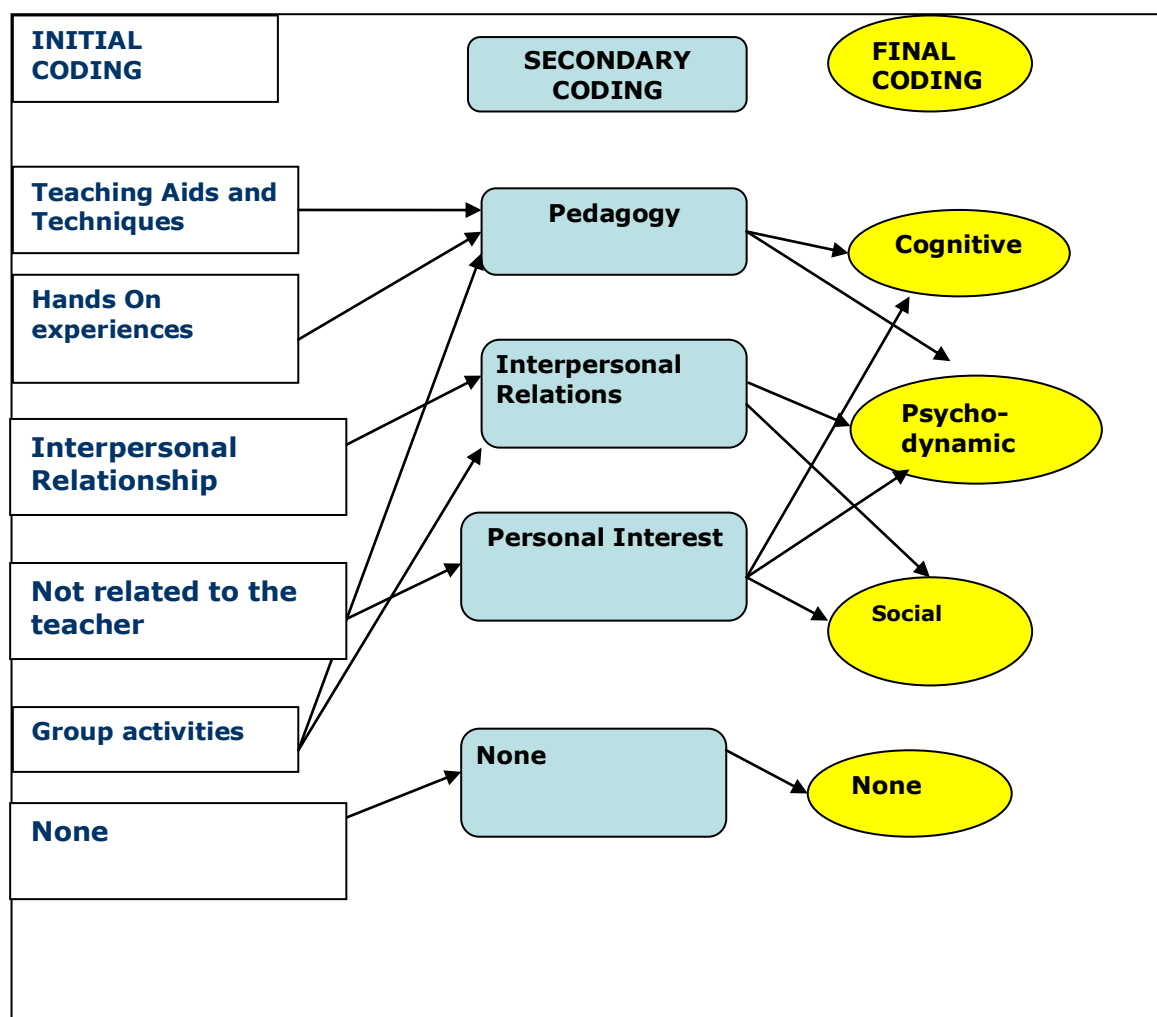 INITIAL
CODING
SECONDARY
CODING
FINAL
CODING
Teaching Aids and
Techniques
Pedagogy
Cognitive
Hands On
experiences
Interpersonal
Relations
Psycho-
dynamic
Interpersonal
Relationship
Personal Interest
Not related to the
teacher
Social
Group activities
None
None
None